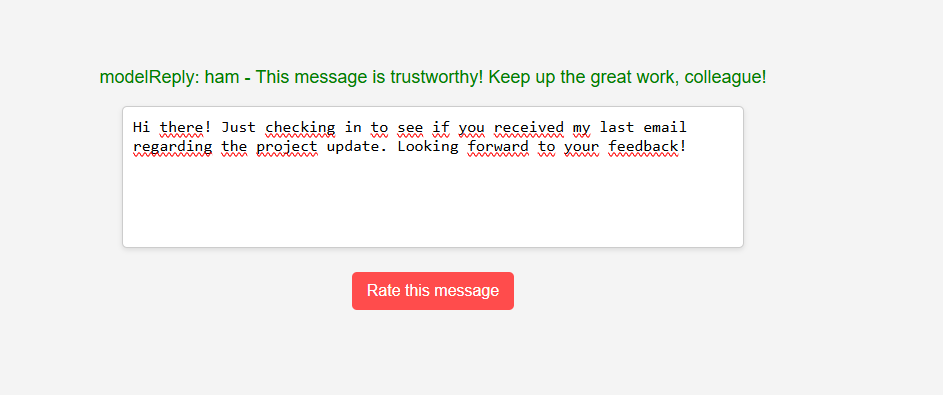 modelReply: ham - This message is trustworthy! Keep up the great work, colleague!
Hi there! Just checking in to see if you received my last email
regarding the project update. Looking forward to your feedback!
Rate this message